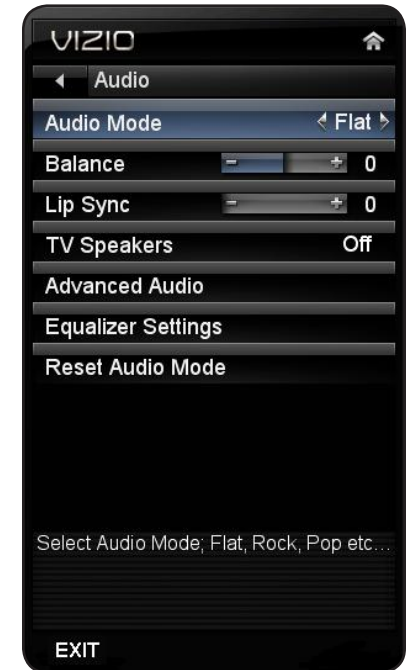 VIZIO
Audio
Audio Mode Flat
Balance - + 0
Lip Sync - + 0
TV Speakers Off
Advanced Audio
Equalizer Settings
Reset Audio Mode
Select Audio Mode; Flat, Rock, Pop etc...
EXIT